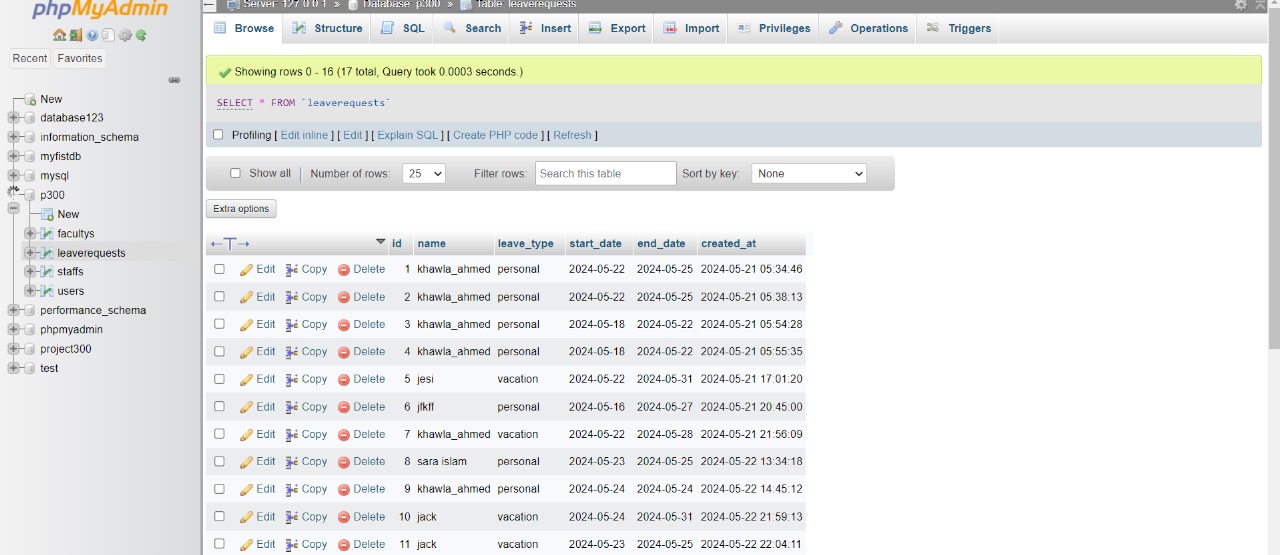 phpMyAdmin
Recent Favorites
New
database123
information_schema
myfistdb
mysql
p300
New
facultys
leaverequests
staffs
users
performance_schema
phpmyadmin
project300
test
Server: 127.0.0.1 » Database: p300 » Table: leaverequests
Browse Structure SQL Search Insert Export Import Privileges Operations Triggers
Showing rows 0 - 16 (17 total, Query took 0.0003 seconds.)
SELECT * FROM `leaverequests`
Profiling [ Edit inline ] [ Edit ] [ Explain SQL ] [ Create PHP code ] [ Refresh ]
Show all | Number of rows: 25 Filter rows: Search this table Sort by key: None
Extra options
←T→ id name leave_type start_date end_date created_at
Edit Copy Delete 1 khawla_ahmed personal 2024-05-22 2024-05-25 2024-05-21 05:34:46
Edit Copy Delete 2 khawla_ahmed personal 2024-05-22 2024-05-25 2024-05-21 05:38:13
Edit Copy Delete 3 khawla_ahmed personal 2024-05-18 2024-05-22 2024-05-21 05:54:28
Edit Copy Delete 4 khawla_ahmed personal 2024-05-18 2024-05-22 2024-05-21 05:55:35
Edit Copy Delete 5 jesi vacation 2024-05-22 2024-05-31 2024-05-21 17:01:20
Edit Copy Delete 6 jfkff personal 2024-05-16 2024-05-27 2024-05-21 20:45:00
Edit Copy Delete 7 khawla_ahmed vacation 2024-05-22 2024-05-28 2024-05-21 21:56:09
Edit Copy Delete 8 sara islam personal 2024-05-23 2024-05-25 2024-05-22 13:34:18
Edit Copy Delete 9 khawla_ahmed personal 2024-05-24 2024-05-24 2024-05-22 14:45:12
Edit Copy Delete 10 jack vacation 2024-05-24 2024-05-31 2024-05-22 21:59:13
Edit Copy Delete 11 jack vacation 2024-05-23 2024-05-25 2024-05-22 22:04:11